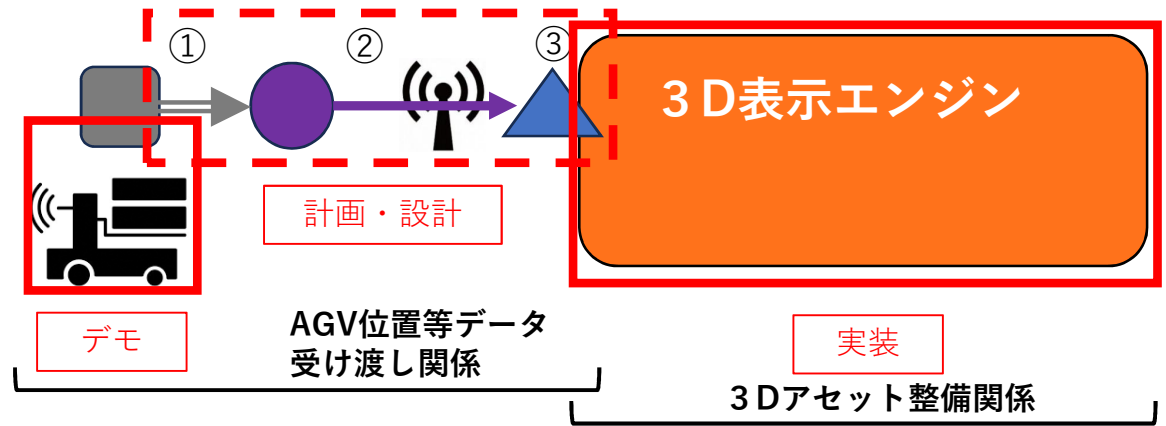 ①
②
③
３D表示エンジン
計画・設計
デモ
AGV位置等データ
受け渡し関係
実装
３Dアセット整備関係